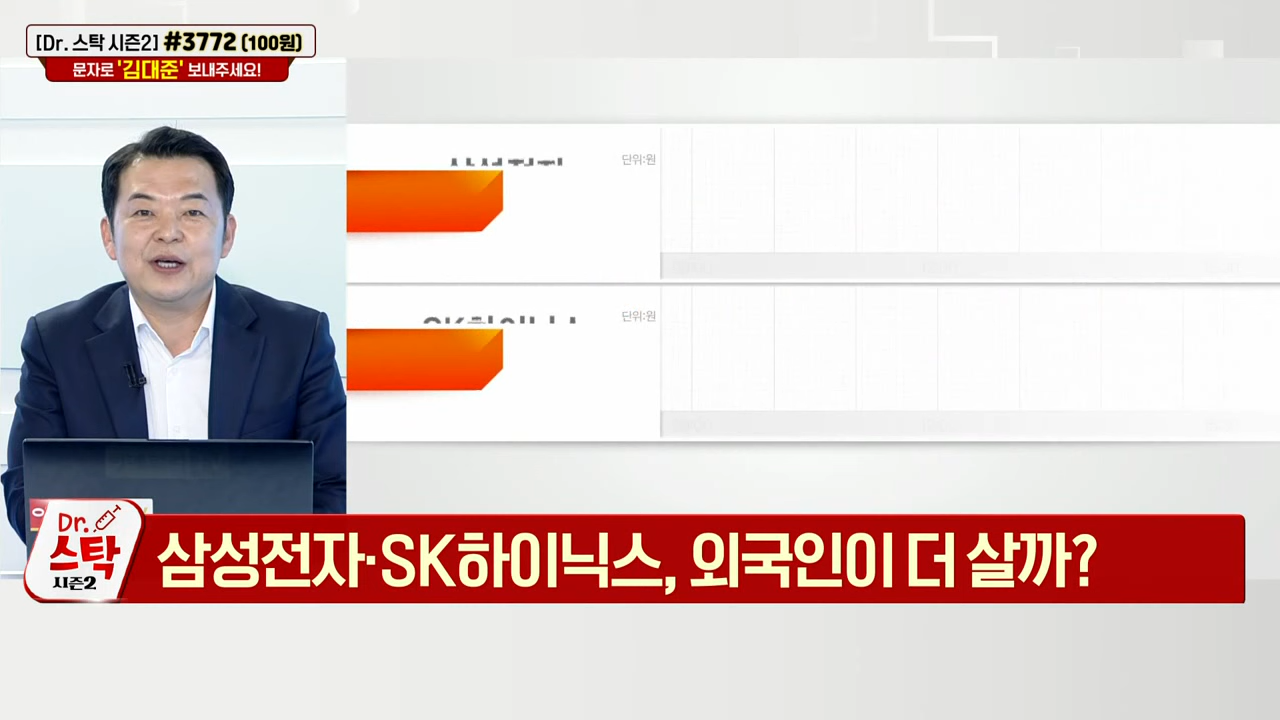 [Dr. 스탁 시즌2] #3772 (100원)
문자로 '김대준' 보내주세요!
단위:원
단위:원
Dr.
스탁
시즌2
삼성전자·SK하이닉스, 외국인이 더 살까?